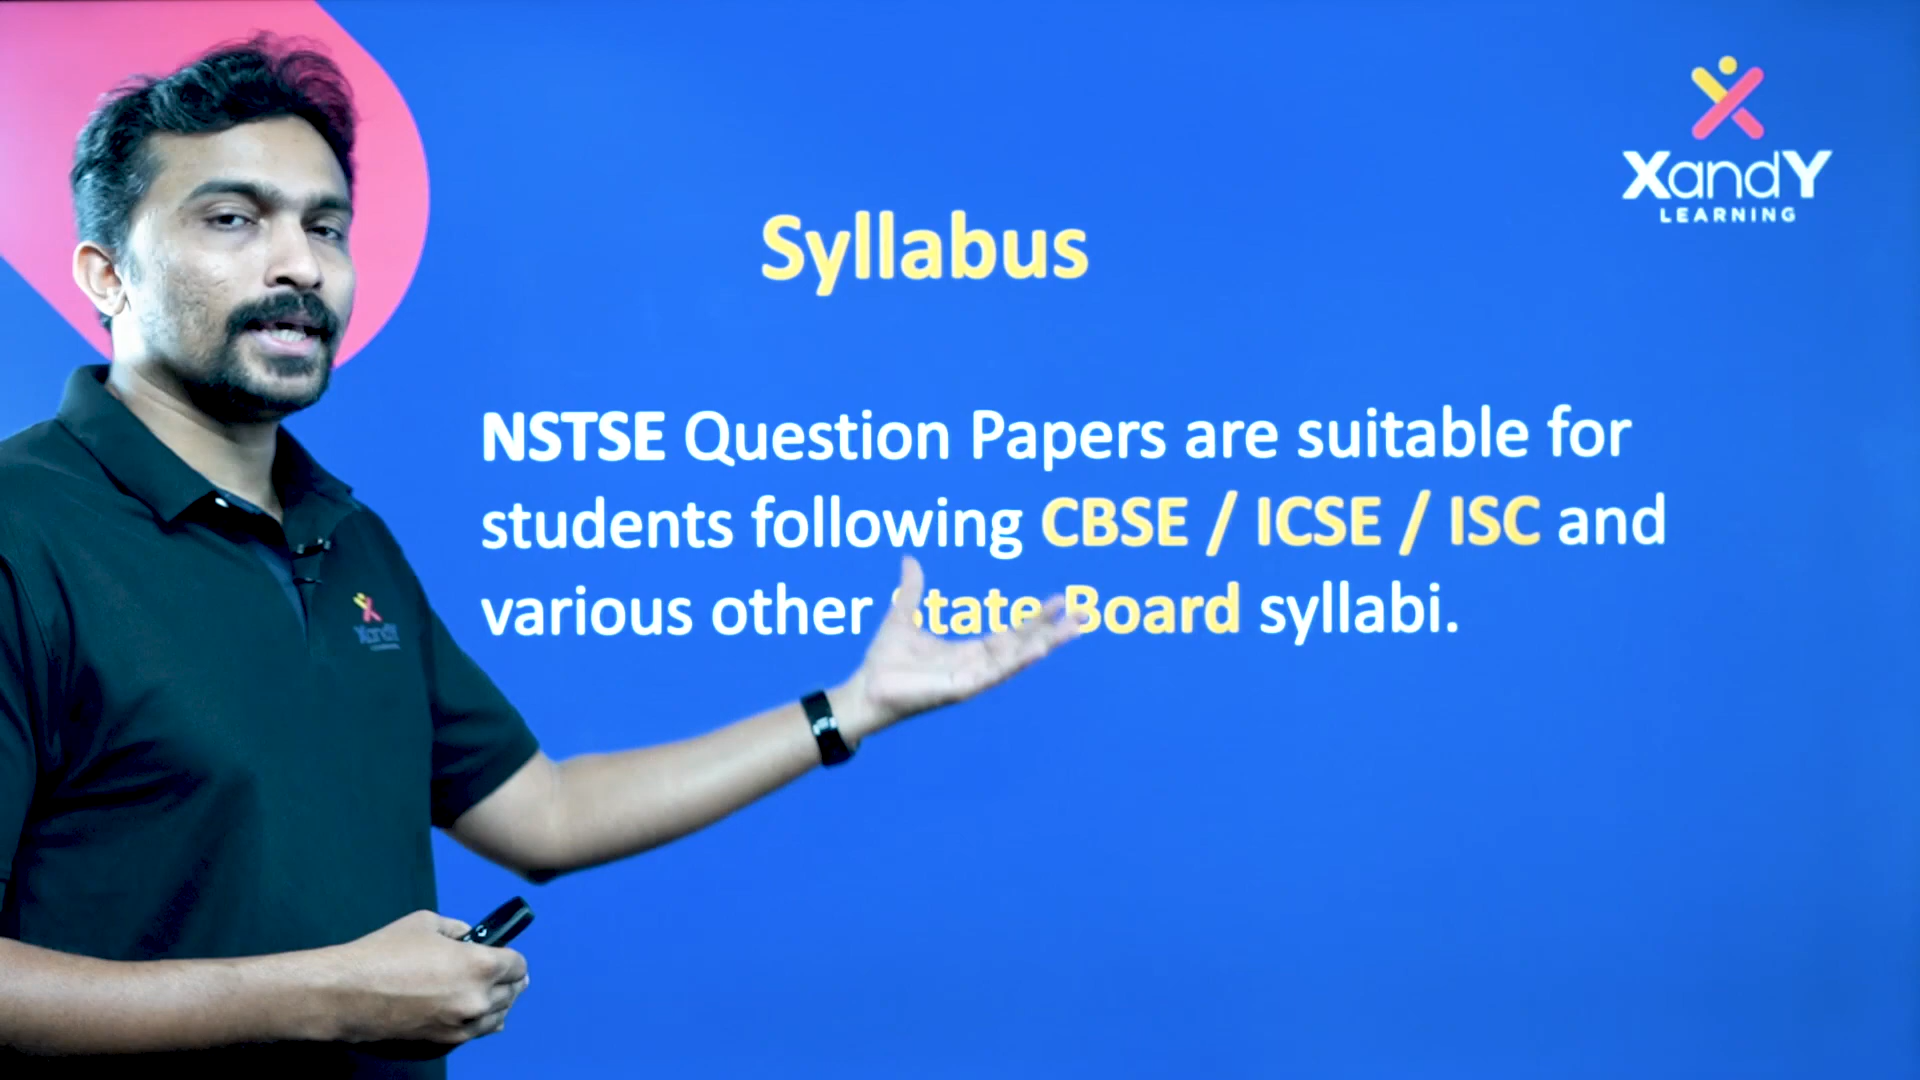 XandY
LEARNING
Syllabus
NSTSE Question Papers are suitable for
students following CBSE / ICSE / ISC and
various other State Board syllabi.
XandY